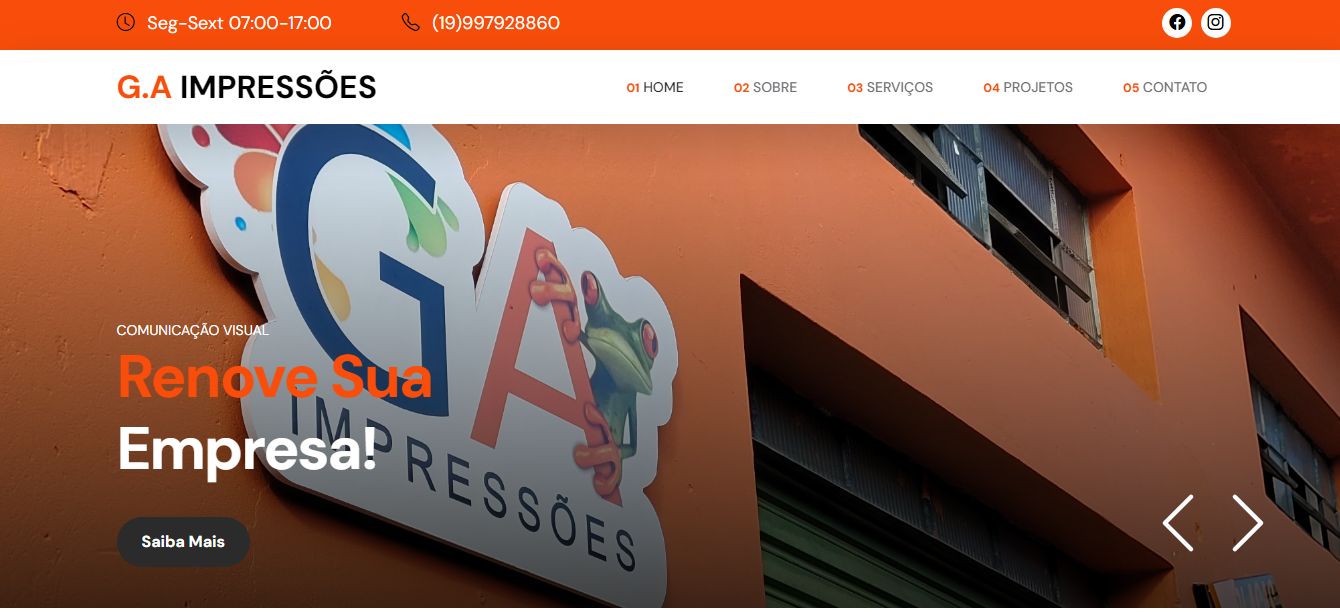 Seg-Sext 07:00-17:00
(19)997928860
G.A IMPRESSÕES
01 HOME
02 SOBRE
03 SERVIÇOS
04 PROJETOS
05 CONTATO
GA
IMPRESSÕES
COMUNICAÇÃO VISUAL
Renove Sua
Empresa!
Saiba Mais